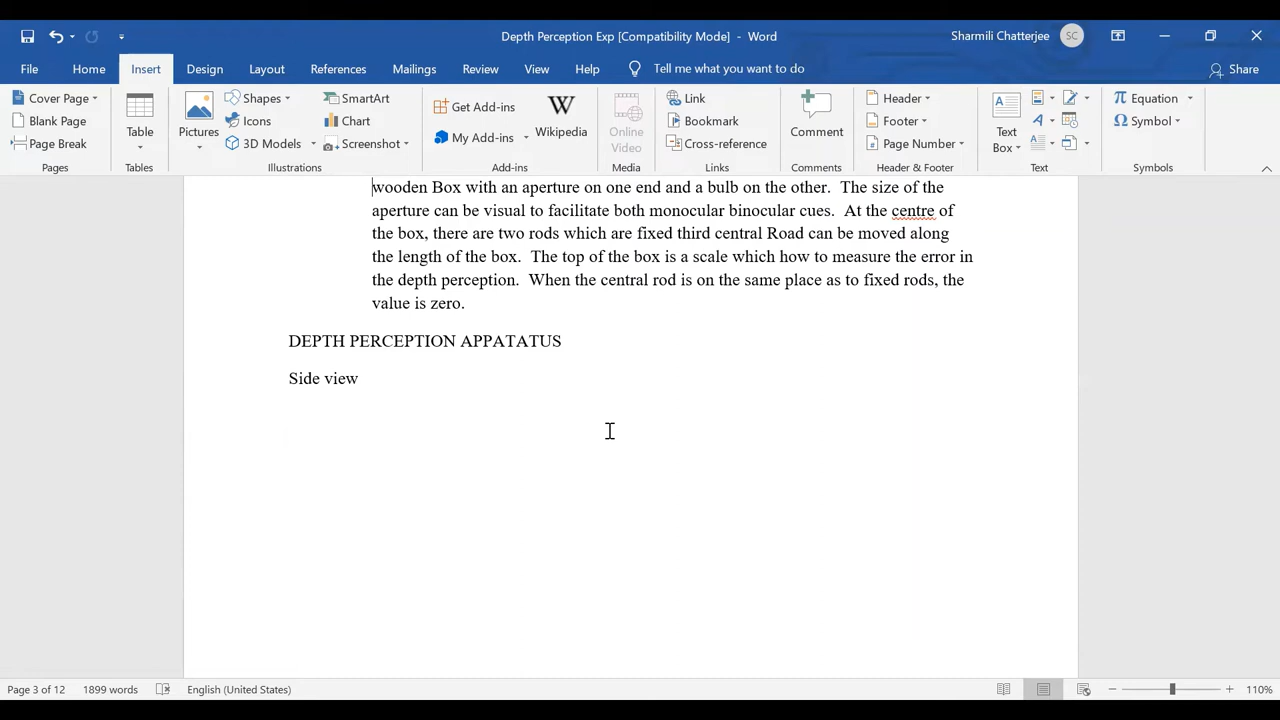 Depth Perception Exp [Compatibility Mode] - Word
Sharmili Chatterjee
SC
File Home Insert Design Layout References Mailings Review View Help Tell me what you want to do Share
Cover Page
Blank Page
Page Break
Pages
Table
Tables
Pictures
Shapes
Icons
3D Models
SmartArt
Chart
Screenshot
Illustrations
Get Add-ins
My Add-ins
Wikipedia
Add-ins
Online
Video
Media
Link
Bookmark
Cross-reference
Links
Comment
Comments
Header
Footer
Page Number
Header & Footer
Text
Box
Text
Equation
Symbol
Symbols
wooden Box with an aperture on one end and a bulb on the other. The size of the
aperture can be visual to facilitate both monocular binocular cues. At the centre of
the box, there are two rods which are fixed third central Road can be moved along
the length of the box. The top of the box is a scale which how to measure the error in
the depth perception. When the central rod is on the same place as to fixed rods, the
value is zero.
DEPTH PERCEPTION APPATATUS
Side view
Page 3 of 12 1899 words English (United States) 110%